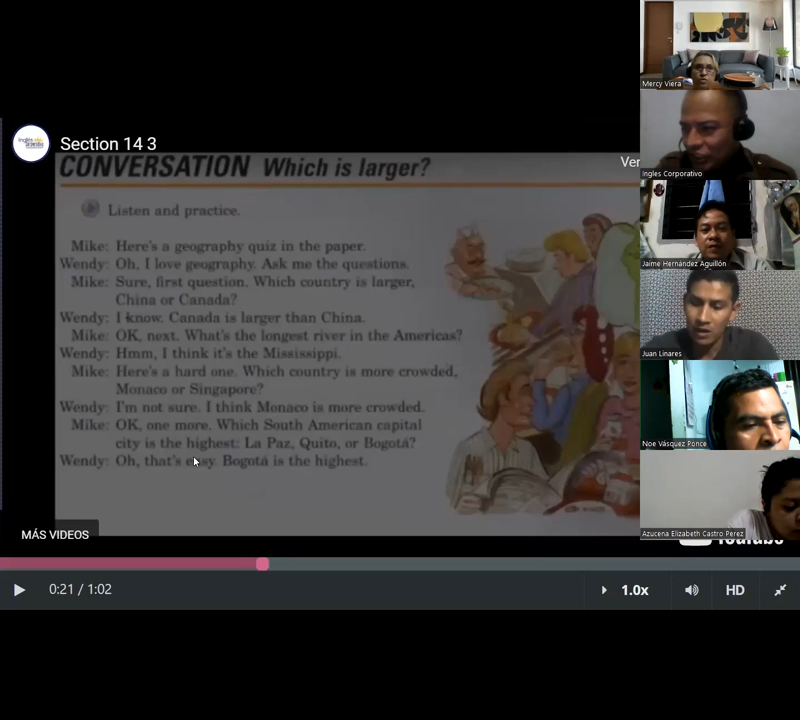 Section 14 3
Ver
CONVERSATION Which is larger?
Listen and practice.
Mike: Here's a geography quiz in the paper.
Wendy: Oh, I love geography. Ask me the questions.
Mike: Sure, first question. Which country is larger,
China or Canada?
Wendy: I know. Canada is larger than China.
Mike: OK, next. What's the longest river in the Americas?
Wendy: Hmm, I think it's the Mississippi.
Mike: Here's a hard one. Which country is more crowded,
Monaco or Singapore?
Wendy: I'm not sure. I think Monaco is more crowded.
Mike: OK, one more. Which South American capital
city is the highest: La Paz, Quito, or Bogotá?
Wendy: Oh, that's easy. Bogotá is the highest.
MÁS VIDEOS
YouTube
0:21 / 1:02
1.0x
HD
Mercy Viera
Ingles Corporativo
Jaime Hernandez Aguillón
Juan Linares
Noe Vásquez Ponce
Azucena Elizabeth Castro Perez